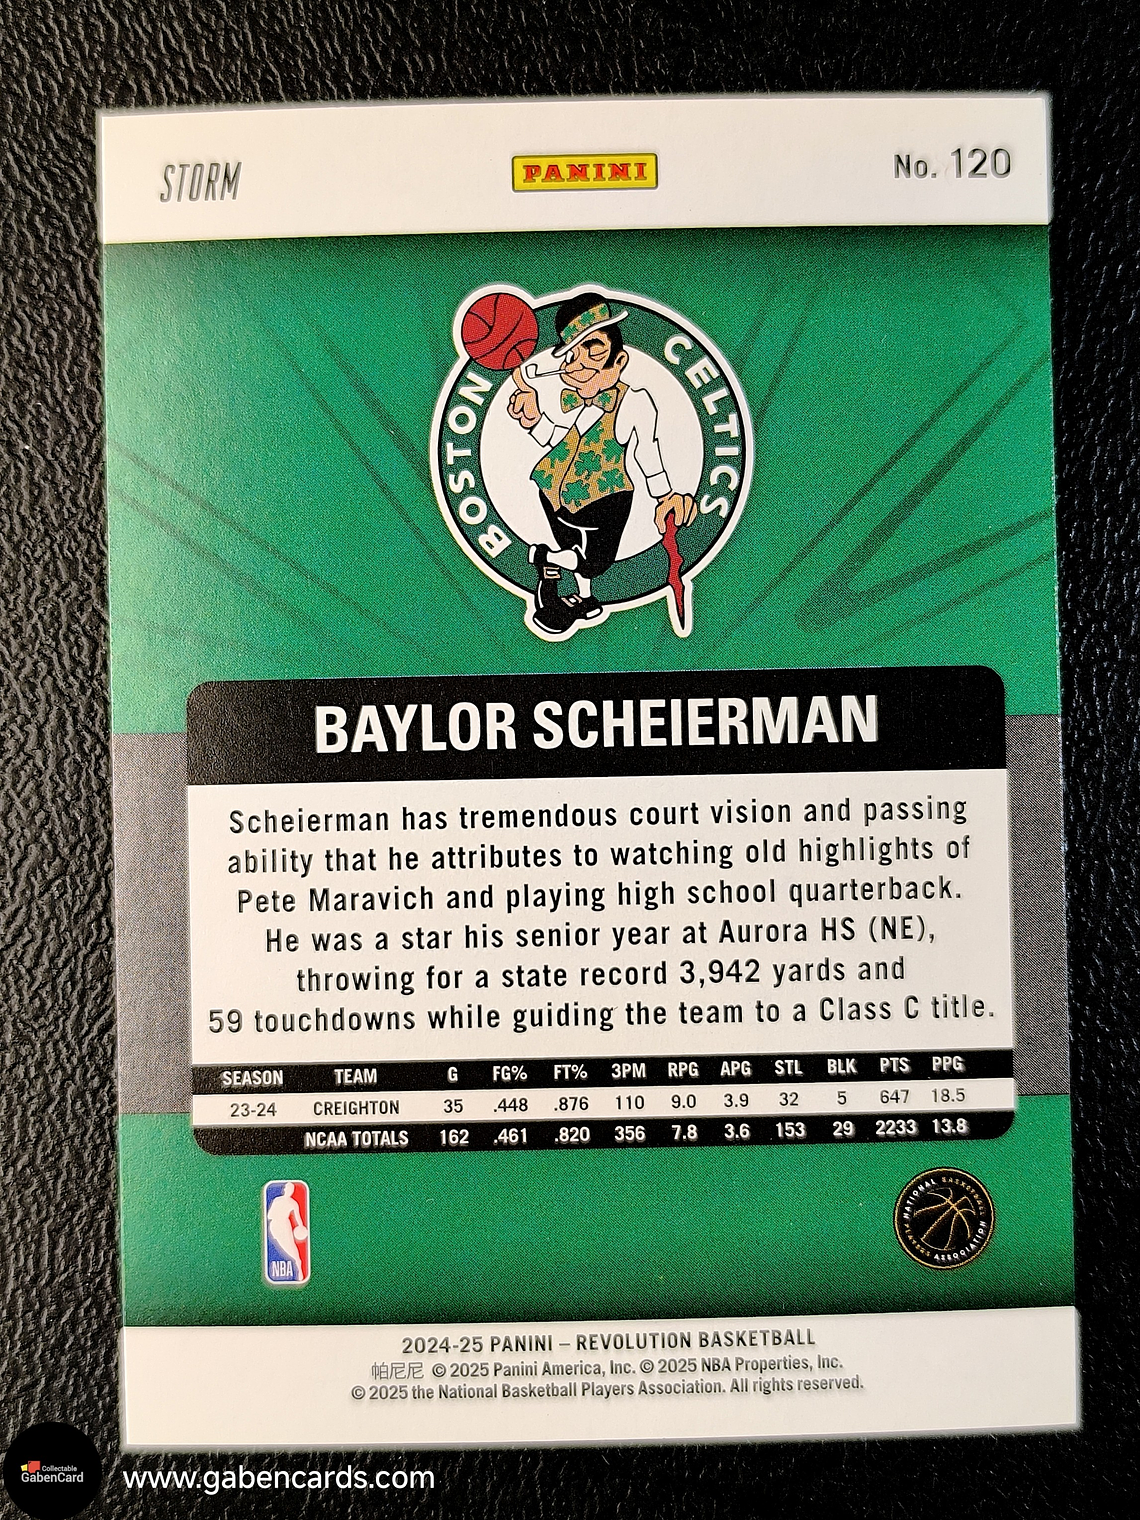 STORM PANINI No. 120
BOSTON CELTICS
BAYLOR SCHEIERMAN
Scheierman has tremendous court vision and passing
ability that he attributes to watching old highlights of
Pete Maravich and playing high school quarterback.
He was a star his senior year at Aurora HS (NE),
throwing for a state record 3,942 yards and
59 touchdowns while guiding the team to a Class C title.
SEASON TEAM G FG% FT% 3PM RPG APG STL BLK PTS PPG
23-24 CREIGHTON 35 .448 .876 110 9.0 3.9 32 5 647 18.5
NCAA TOTALS 162 .461 .820 356 7.8 3.6 153 29 2233 13.8
NBA
NATIONAL BASKETBALL PLAYERS ASSOCIATION
2024-25 PANINI – REVOLUTION BASKETBALL
帕尼尼 © 2025 Panini America, Inc. © 2025 NBA Properties, Inc.
© 2025 the National Basketball Players Association. All rights reserved.
Collectable
GabenCard
www.gabencards.com